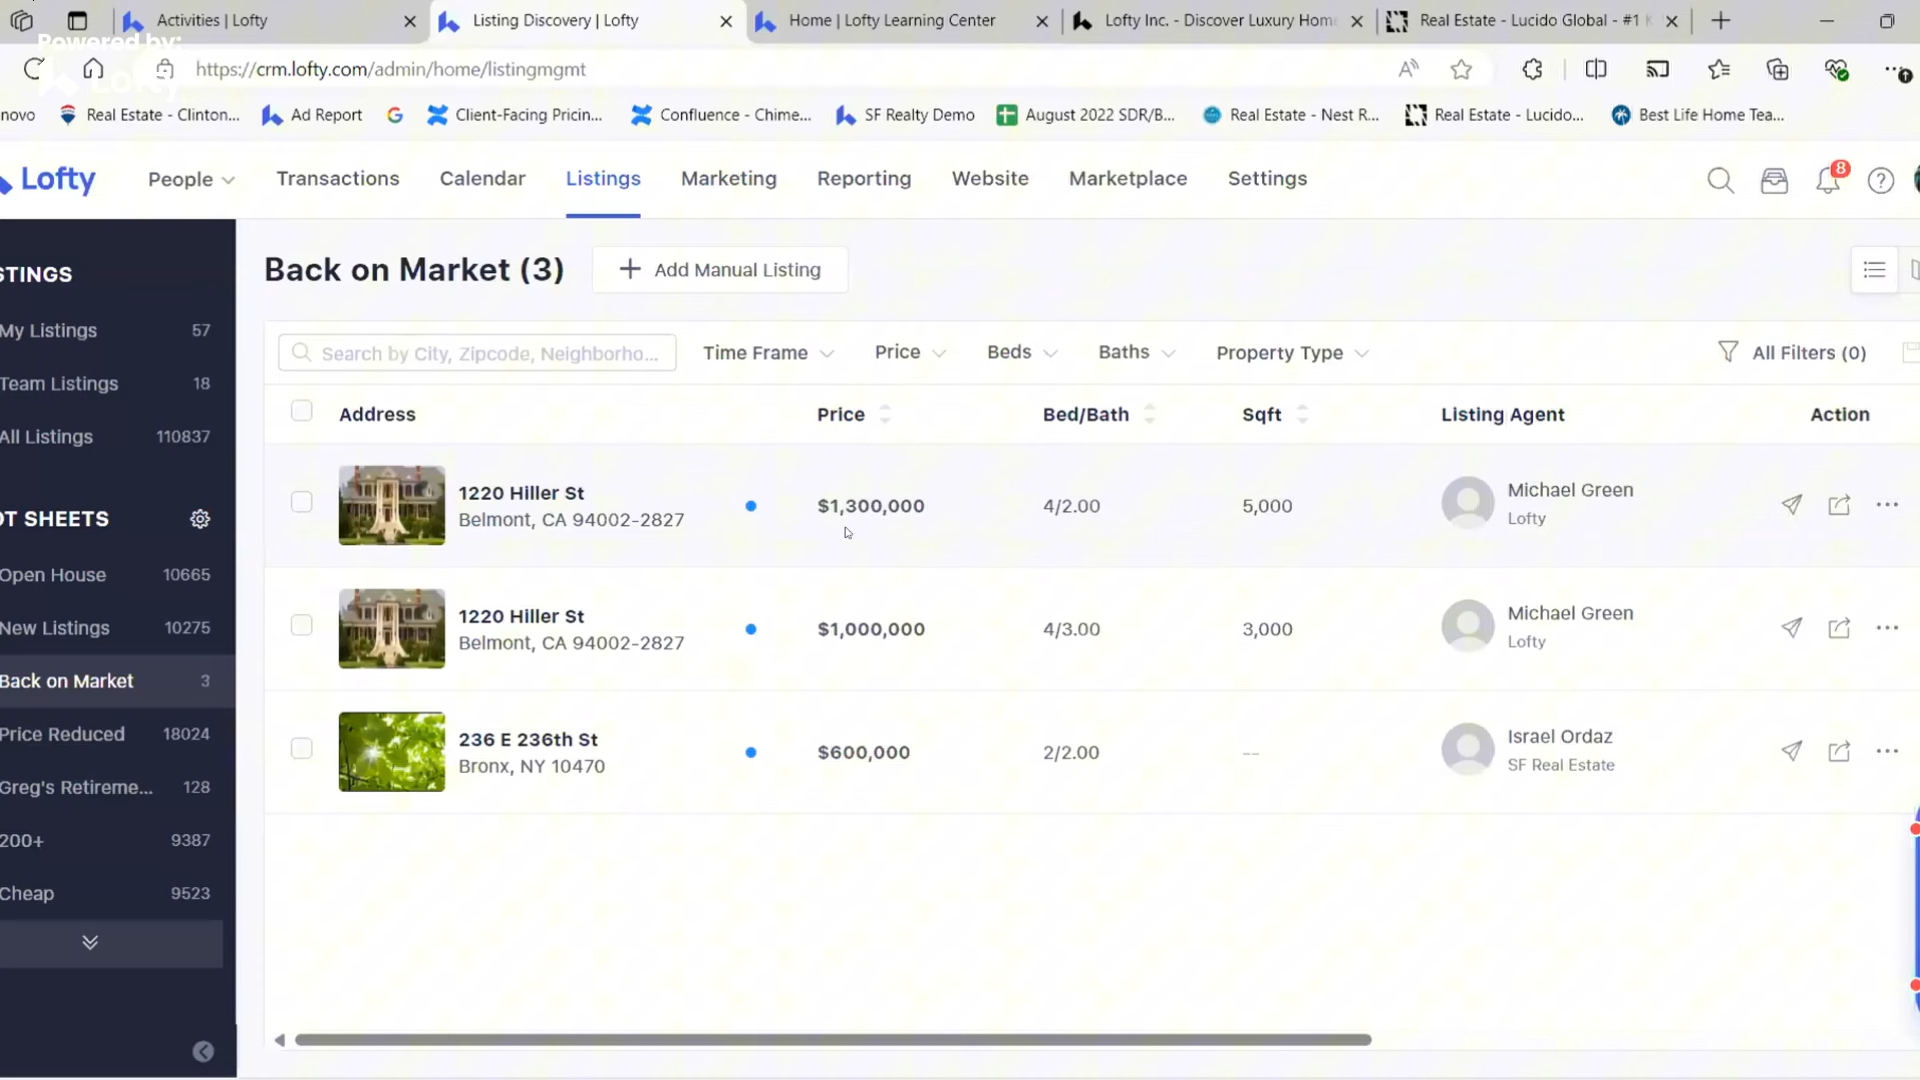 Activities | Lofty
Listing Discovery | Lofty
Home | Lofty Learning Center
Lofty Inc. - Discover Luxury Hom
Real Estate - Lucido Global - #1
Powered by:
Lofty
https://crm.lofty.com/admin/home/listingmgmt
novo
Real Estate - Clinton...
Ad Report
Client-Facing Pricin...
Confluence - Chime...
SF Realty Demo
August 2022 SDR/B...
Real Estate - Nest R...
Real Estate - Lucido...
Best Life Home Tea...
Lofty
People
Transactions
Calendar
Listings
Marketing
Reporting
Website
Marketplace
Settings
8
STINGS
My Listings 57
Team Listings 18
All Listings 110837
OT SHEETS
Open House 10665
New Listings 10275
Back on Market 3
Price Reduced 18024
Greg's Retireme... 128
200+ 9387
Cheap 9523
Back on Market (3)
Add Manual Listing
Search by City, Zipcode, Neighborho...
Time Frame
Price
Beds
Baths
Property Type
All Filters (0)
Address Price Bed/Bath Sqft Listing Agent Action
1220 Hiller St
Belmont, CA 94002-2827
$1,300,000
4/2.00
5,000
Michael Green
Lofty
1220 Hiller St
Belmont, CA 94002-2827
$1,000,000
4/3.00
3,000
Michael Green
Lofty
236 E 236th St
Bronx, NY 10470
$600,000
2/2.00
--
Israel Ordaz
SF Real Estate